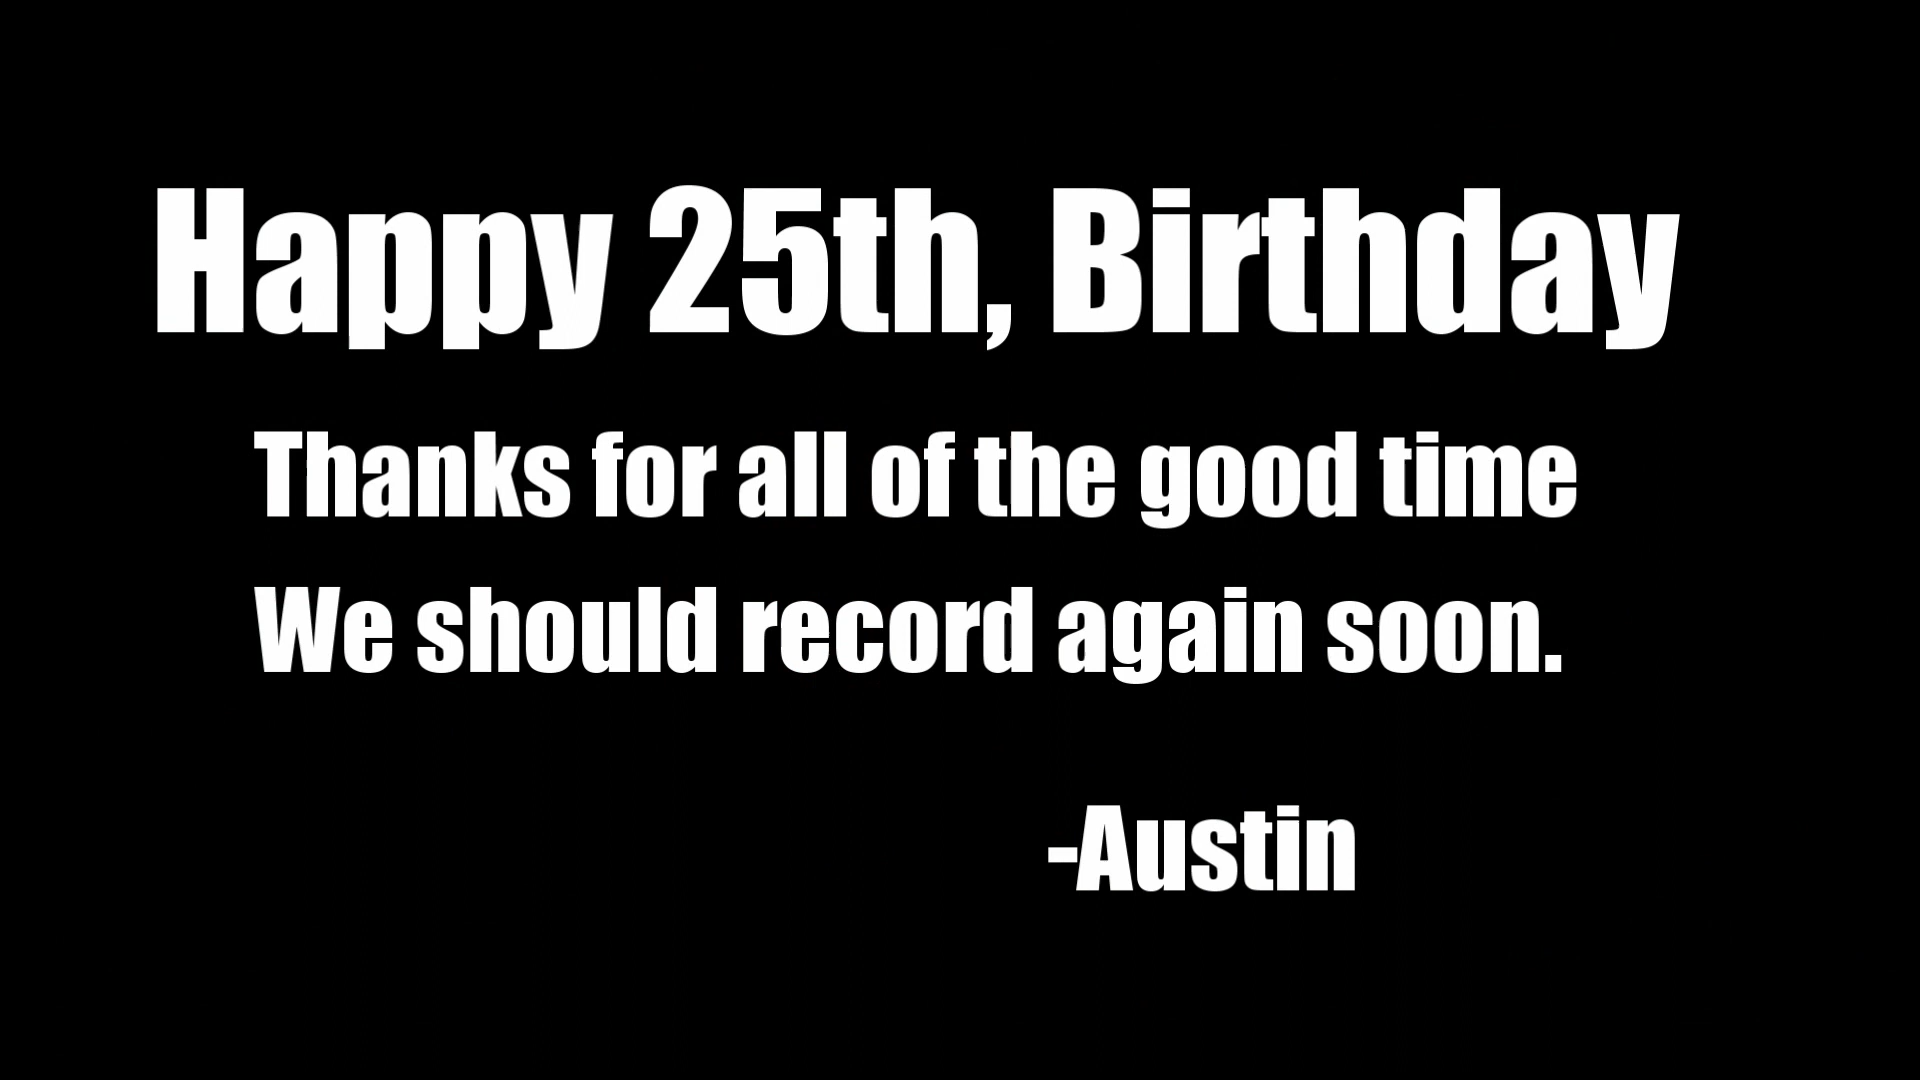 Happy 25th, Birthday
Thanks for all of the good time
We should record again soon.
-Austin